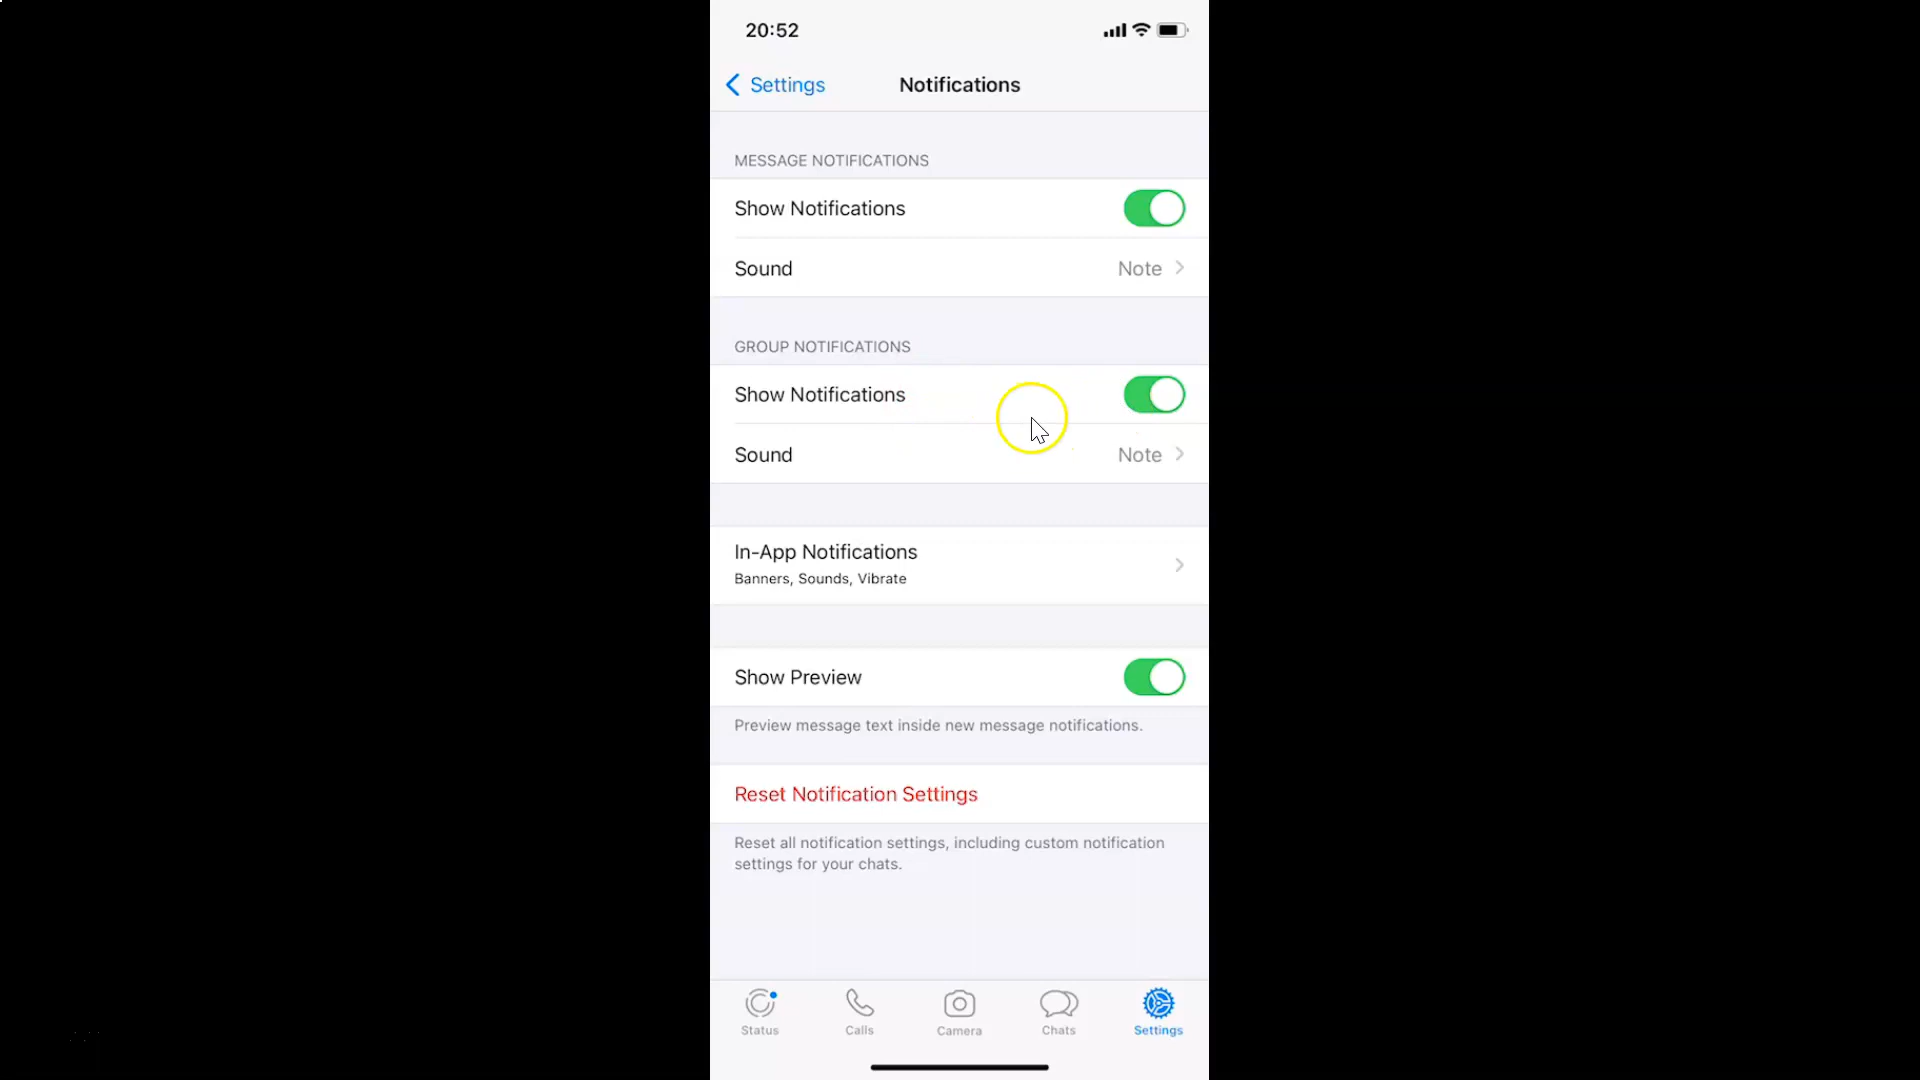 20:52
Settings
Notifications
MESSAGE NOTIFICATIONS
Show Notifications
Sound
Note
GROUP NOTIFICATIONS
Show Notifications
Sound
Note
In-App Notifications
Banners, Sounds, Vibrate
Show Preview
Preview message text inside new message notifications.
Reset Notification Settings
Reset all notification settings, including custom notification
settings for your chats.
Status
Calls
Camera
Chats
Settings